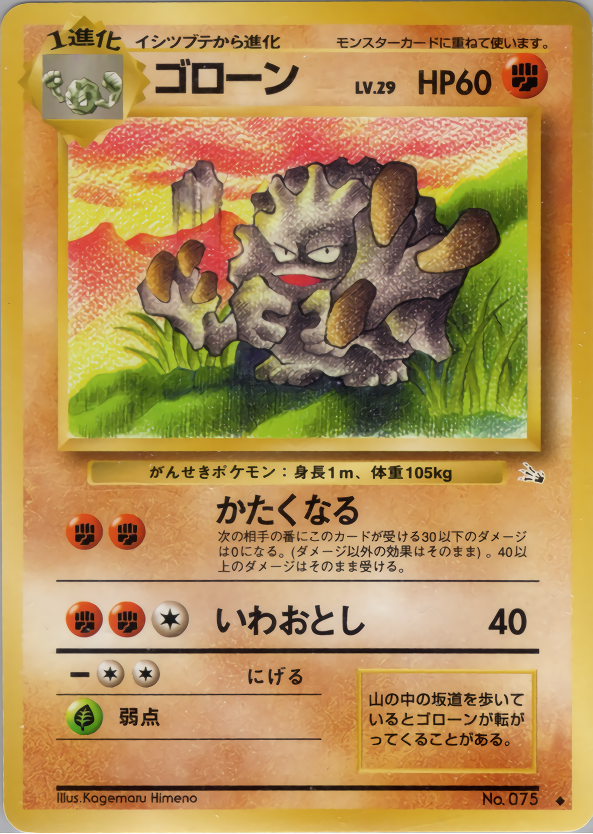 1進化
イシツブテから進化
モンスターカードに重ねて使います。
ゴローン
LV.29 HP60
がんせきポケモン：身長1m、体重105kg
かたくなる
次の相手の番にこのカードが受ける30以下のダメージ
は0になる。(ダメージ以外の効果はそのまま)。40以
上のダメージはそのまま受ける。
いわおとし 40
にげる
弱点
山の中の坂道を歩いて
いるとゴローンが転が
ってくることがある。
Illus.Kagemaru Himeno
No. 075